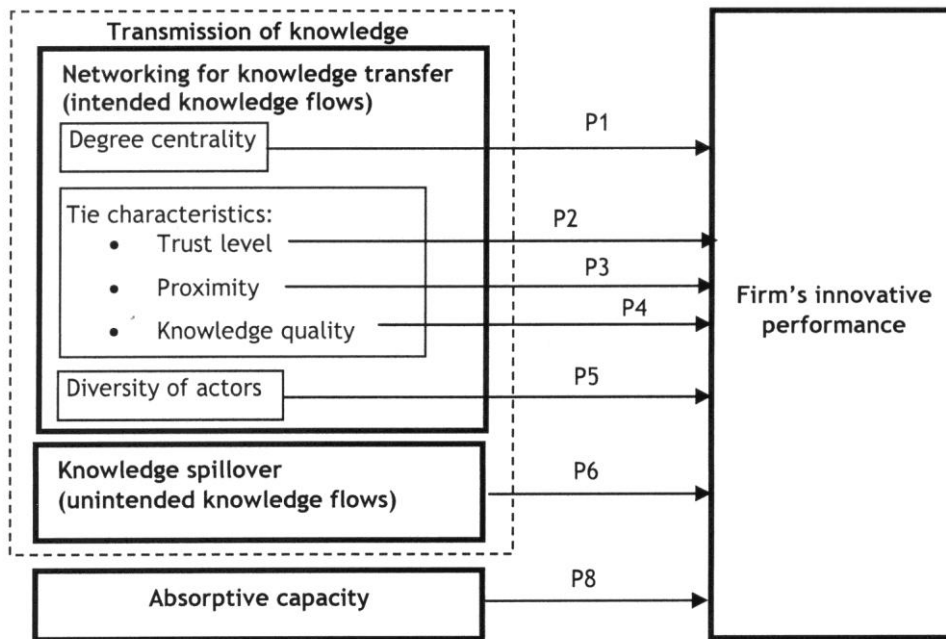 Transmission of knowledge
Networking for knowledge transfer
(intended knowledge flows)
Degree centrality
P1
Tie characteristics:
• Trust level
P2
• Proximity
P3
• Knowledge quality
P4
Diversity of actors
P5
Knowledge spillover
(unintended knowledge flows)
P6
Absorptive capacity
P8
Firm's innovative
performance